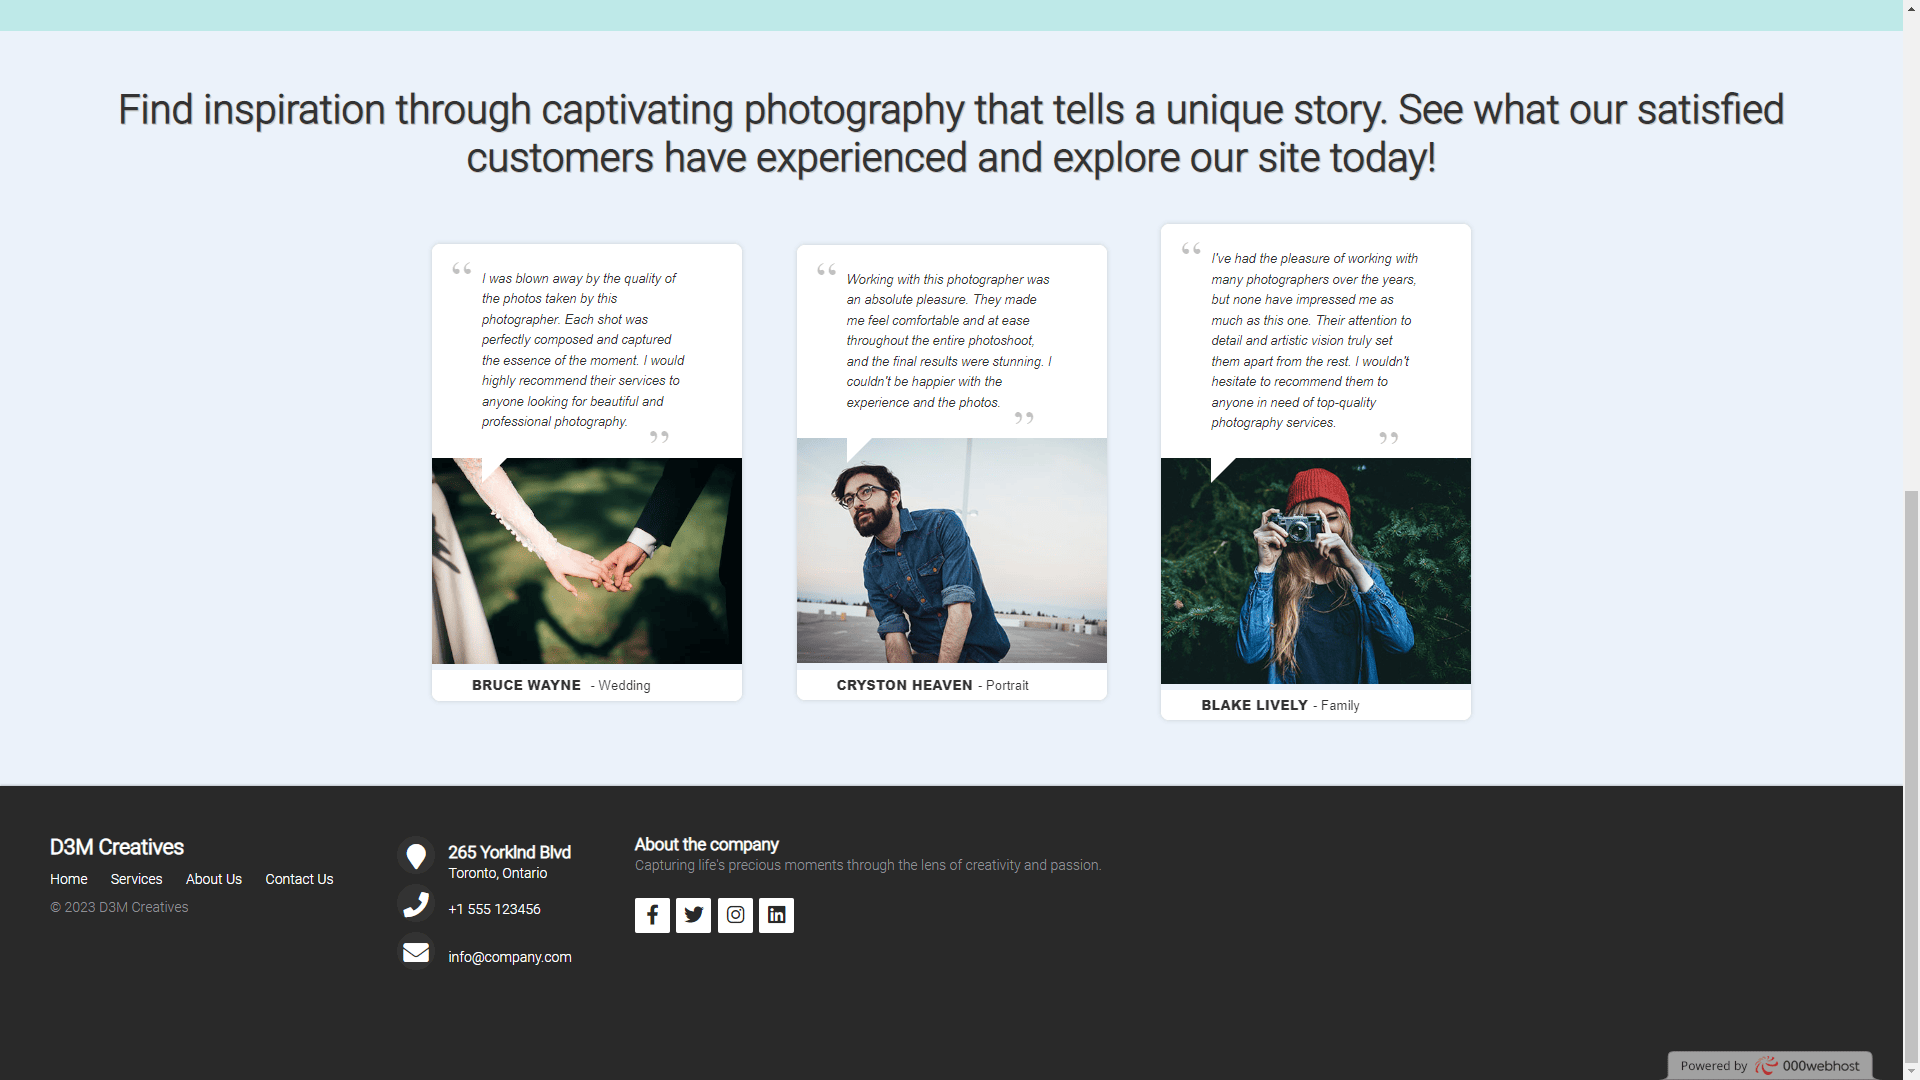 Find inspiration through captivating photography that tells a unique story. See what our satisfied
customers have experienced and explore our site today!
“
I was blown away by the quality of
the photos taken by this
photographer. Each shot was
perfectly composed and captured
the essence of the moment. I would
highly recommend their services to
anyone looking for beautiful and
professional photography.
”
BRUCE WAYNE - Wedding
“
Working with this photographer was
an absolute pleasure. They made
me feel comfortable and at ease
throughout the entire photoshoot,
and the final results were stunning. I
couldn't be happier with the
experience and the photos.
”
CRYSTON HEAVEN - Portrait
“
I've had the pleasure of working with
many photographers over the years,
but none have impressed me as
much as this one. Their attention to
detail and artistic vision truly set
them apart from the rest. I wouldn't
hesitate to recommend them to
anyone in need of top-quality
photography services.
”
BLAKE LIVELY - Family
D3M Creatives
Home Services About Us Contact Us
© 2023 D3M Creatives
265 Yorklnd Blvd
Toronto, Ontario
+1 555 123456
info@company.com
About the company
Capturing life's precious moments through the lens of creativity and passion.
Powered by 000webhost